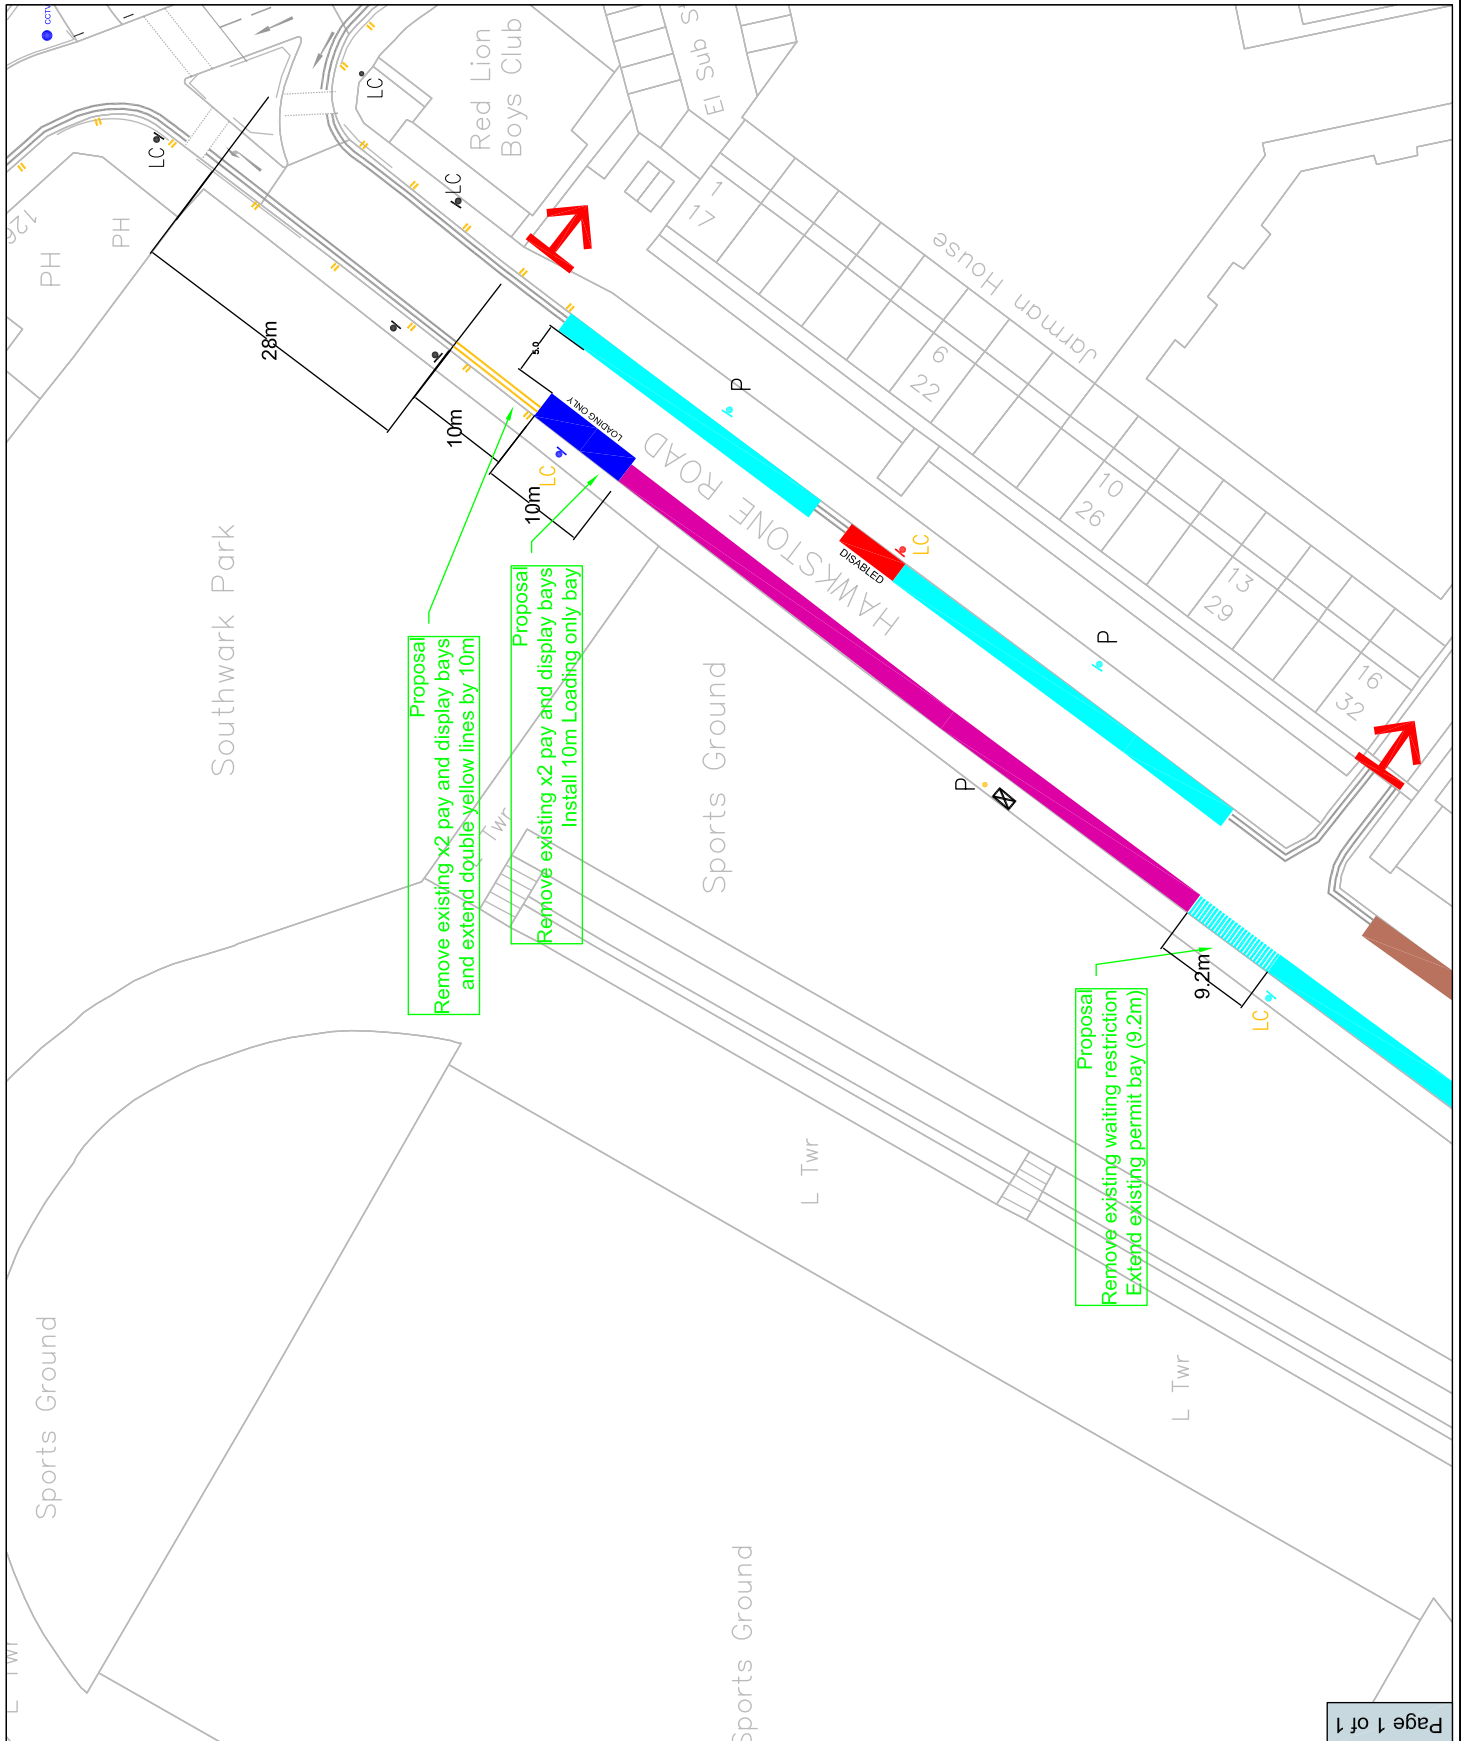 CCTV
LC
LC
LC
126
PH
PH
Red Lion
Boys Club
El Sub S
1
17
Jarman House
6
22
10
26
13
29
16
32
28m
10m
10m
5.0
LOADING ONLY
LC
P
HAWKSTONE ROAD
DISABLED
LC
P
P
Southwark Park
Proposal
Remove existing x2 pay and display bays
and extend double yellow lines by 10m
Proposal
Remove existing x2 pay and display bays
Install 10m Loading only bay
Sports Ground
Twr
9.2m
LC
Proposal
Remove existing waiting restriction
Extend existing permit bay (9.2m)
L Twr
L Twr
Sports Ground
Sports Ground
L Twr
Page 1 of 1